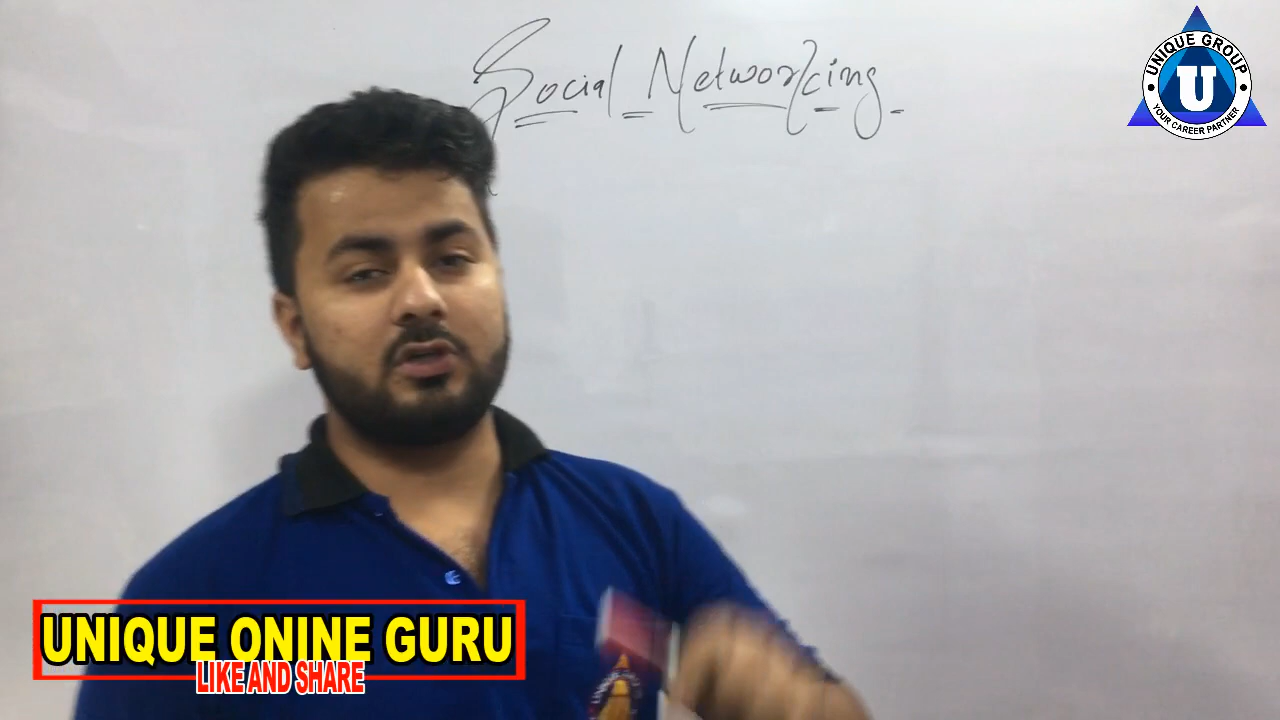 Social Networking
UNIQUE GROUP
U
YOUR CAREER PARTNER
UNIQUE ONINE GURU
LIKE AND SHARE